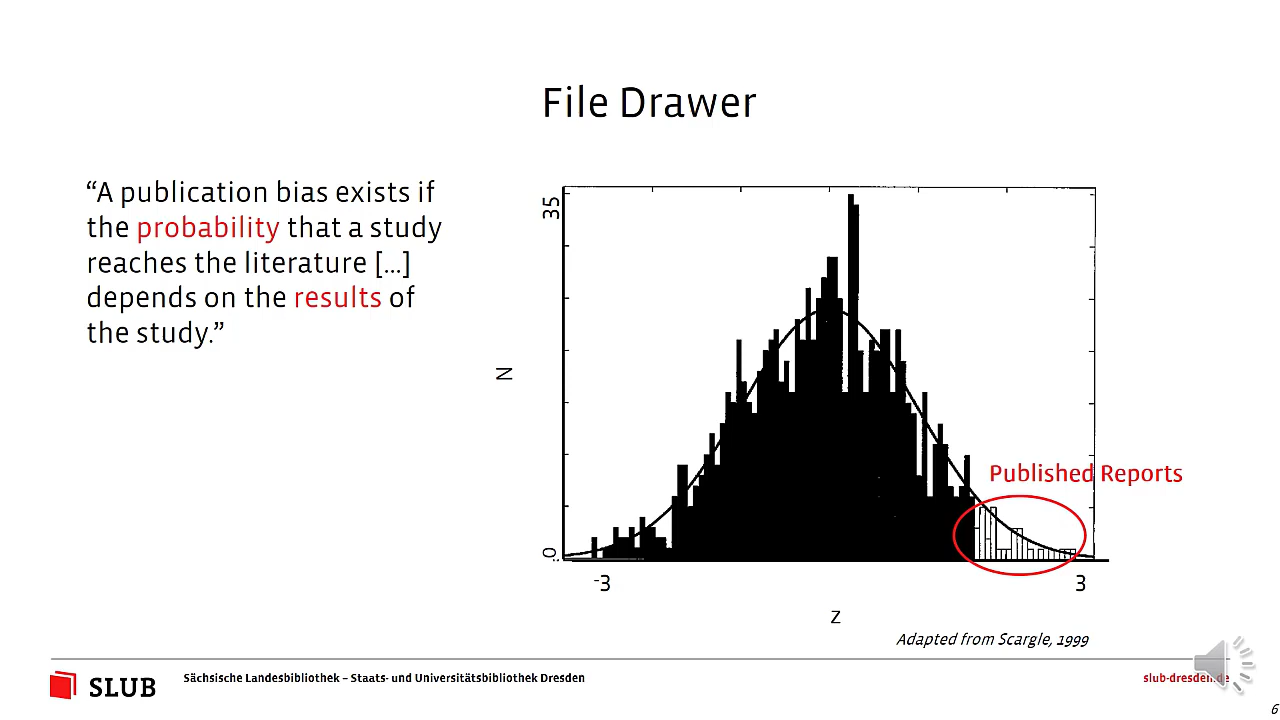 File Drawer
“A publication bias exists if
the probability that a study
reaches the literature [...]
depends on the results of
the study.”
35
N
0
-3
3
z
Published Reports
Adapted from Scargle, 1999
SLUB
Sächsische Landesbibliothek – Staats- und Universitätsbibliothek Dresden
slub-dresden.de
6